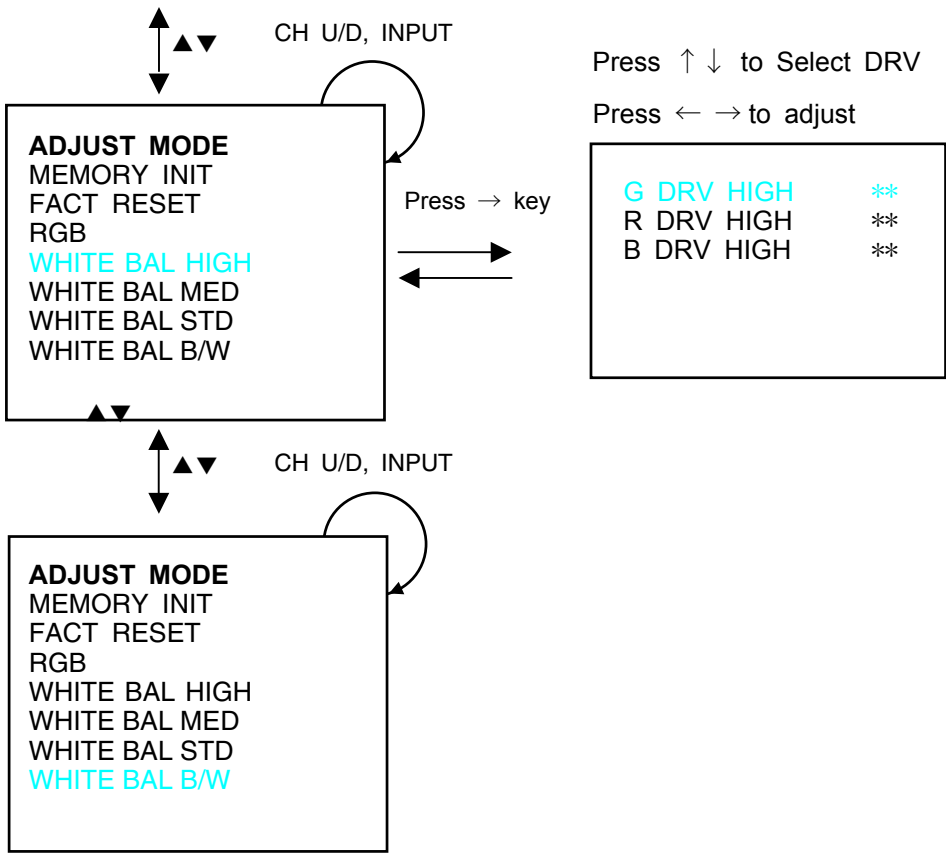 ▲▼
CH U/D, INPUT
ADJUST MODE
MEMORY INIT
FACT RESET
RGB
WHITE BAL HIGH
WHITE BAL MED
WHITE BAL STD
WHITE BAL B/W
▲▼
Press → key
Press ↑↓ to Select DRV
Press ← → to adjust
G DRV HIGH **
R DRV HIGH **
B DRV HIGH **
▲▼
CH U/D, INPUT
ADJUST MODE
MEMORY INIT
FACT RESET
RGB
WHITE BAL HIGH
WHITE BAL MED
WHITE BAL STD
WHITE BAL B/W